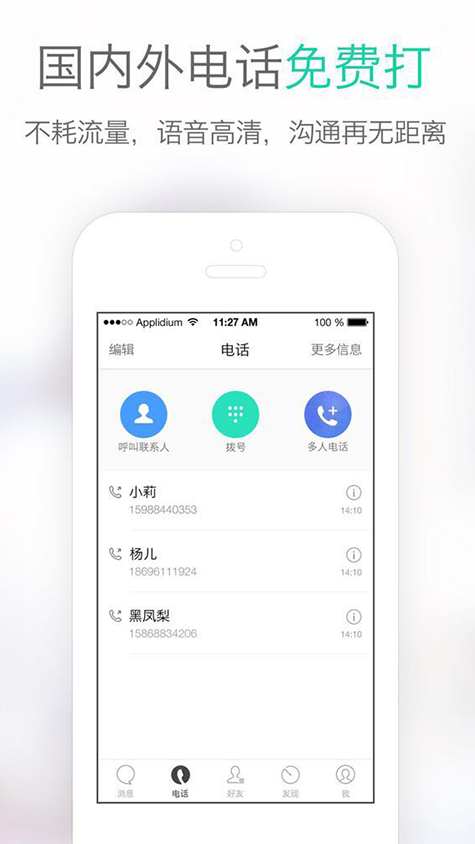 国内外电话免费打
不耗流量，语音高清，沟通再无距离
Applidium 11:27 AM 100 %
编辑 电话 更多信息
呼叫联系人 拨号 多人电话
小莉
15988440353 14:10
杨儿
18696111924 14:10
黑凤梨
15868834206 14:10
消息 电话 好友 发现 我